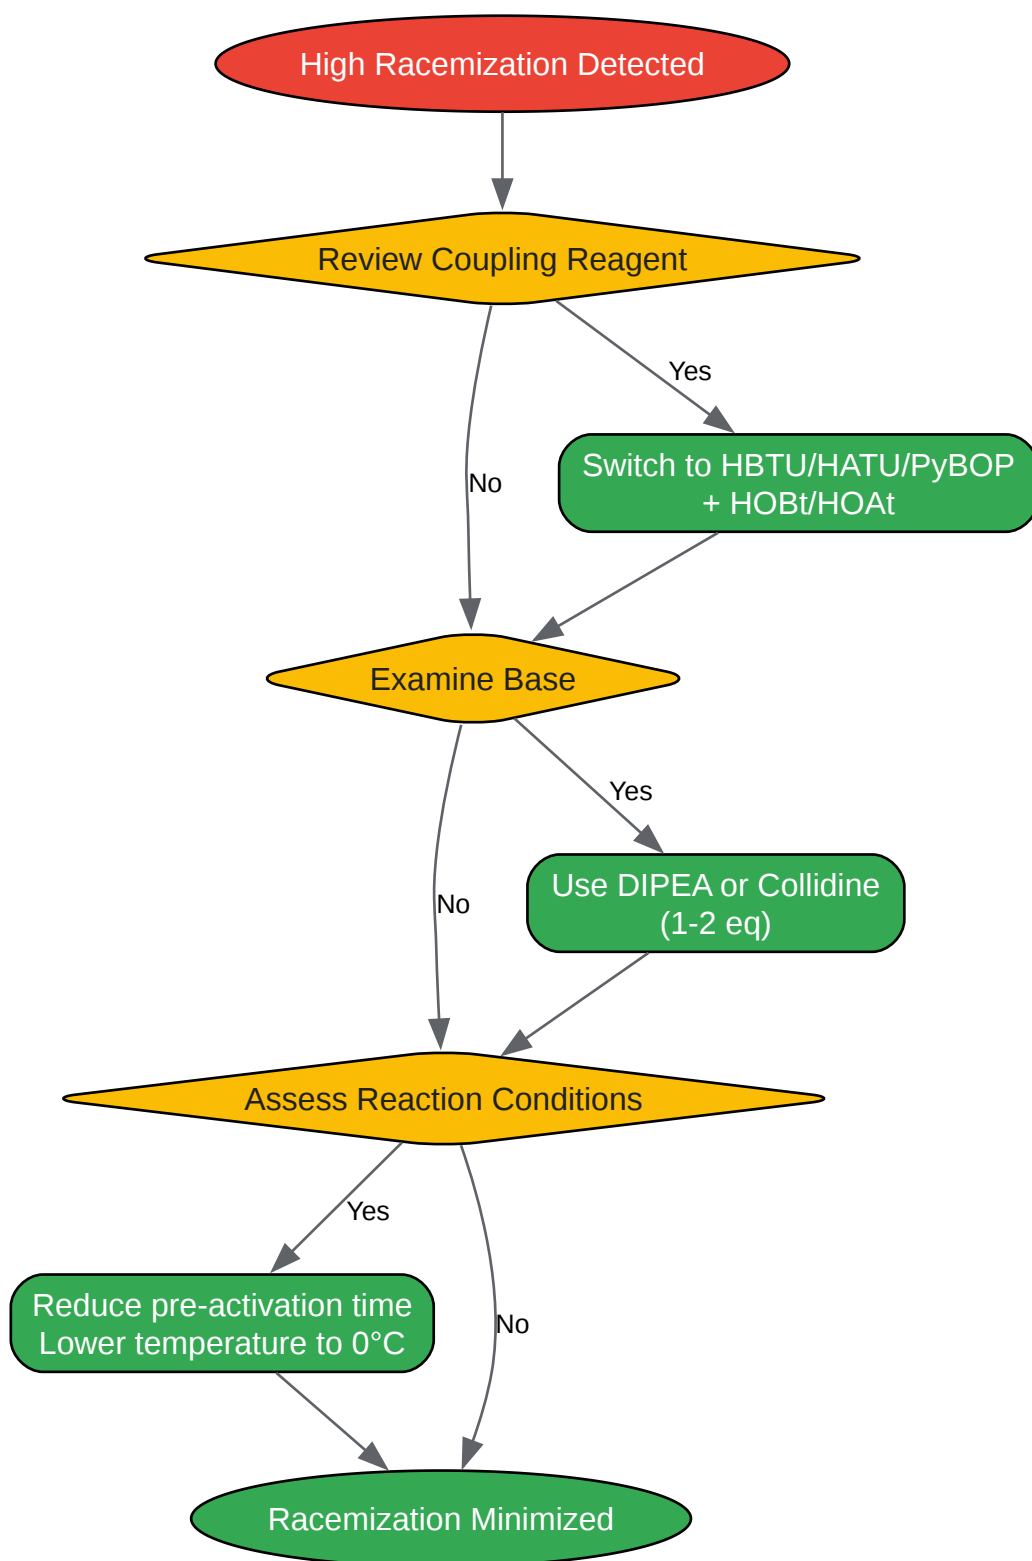 High Racemization Detected
Review Coupling Reagent
Yes
Switch to HBTU/HATU/PyBOP
+ HOBt/HOAt
No
Examine Base
Yes
Use DIPEA or Collidine
(1-2 eq)
No
Assess Reaction Conditions
Yes
Reduce pre-activation time
Lower temperature to 0°C
No
Racemization Minimized